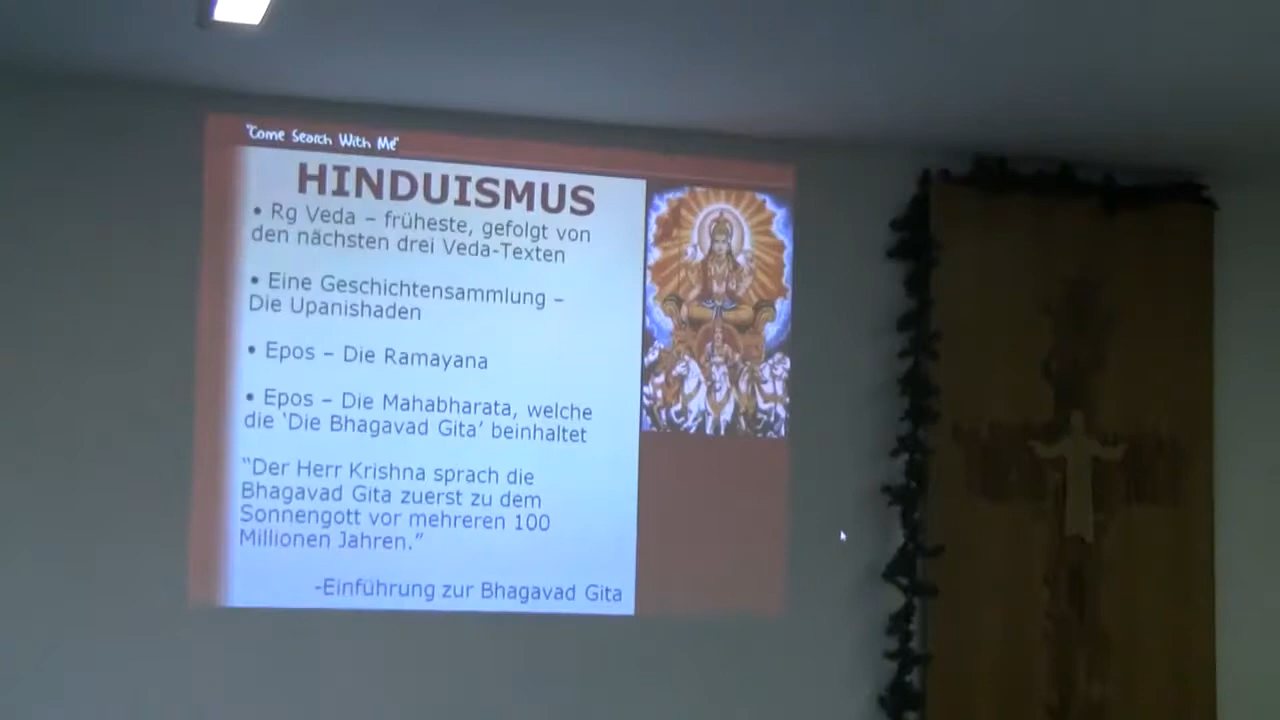 "Come Search With Me"
HINDUISMUS
• Rg Veda – früheste, gefolgt von
den nächsten drei Veda-Texten
• Eine Geschichtensammlung –
Die Upanishaden
• Epos – Die Ramayana
• Epos – Die Mahabharata, welche
die ‘Die Bhagavad Gita’ beinhaltet
“Der Herr Krishna sprach die
Bhagavad Gita zuerst zu dem
Sonnengott vor mehreren 100
Millionen Jahren.”
-Einführung zur Bhagavad Gita